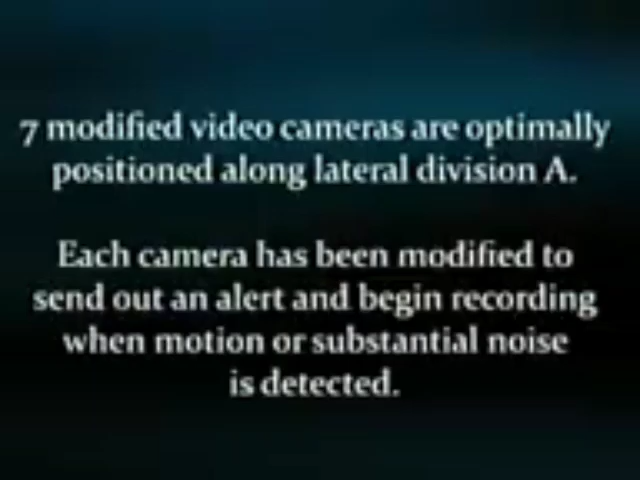 7 modified video cameras are optimally
positioned along lateral division A.
Each camera has been modified to
send out an alert and begin recording
when motion or substantial noise
is detected.